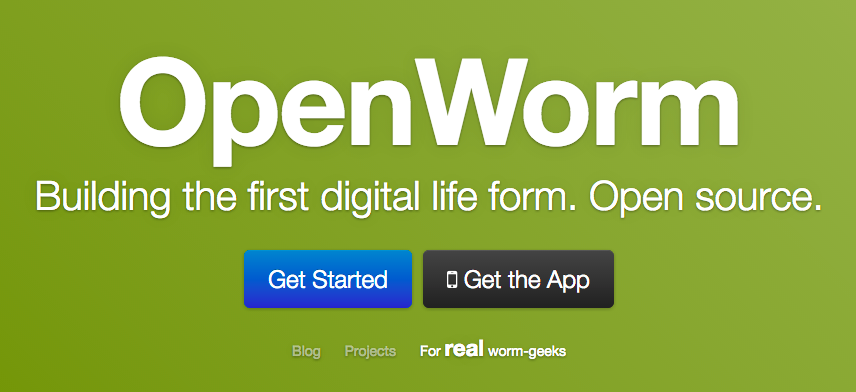 OpenWorm
Building the first digital life form. Open source.
Get Started
Get the App
Blog Projects For real worm-geeks